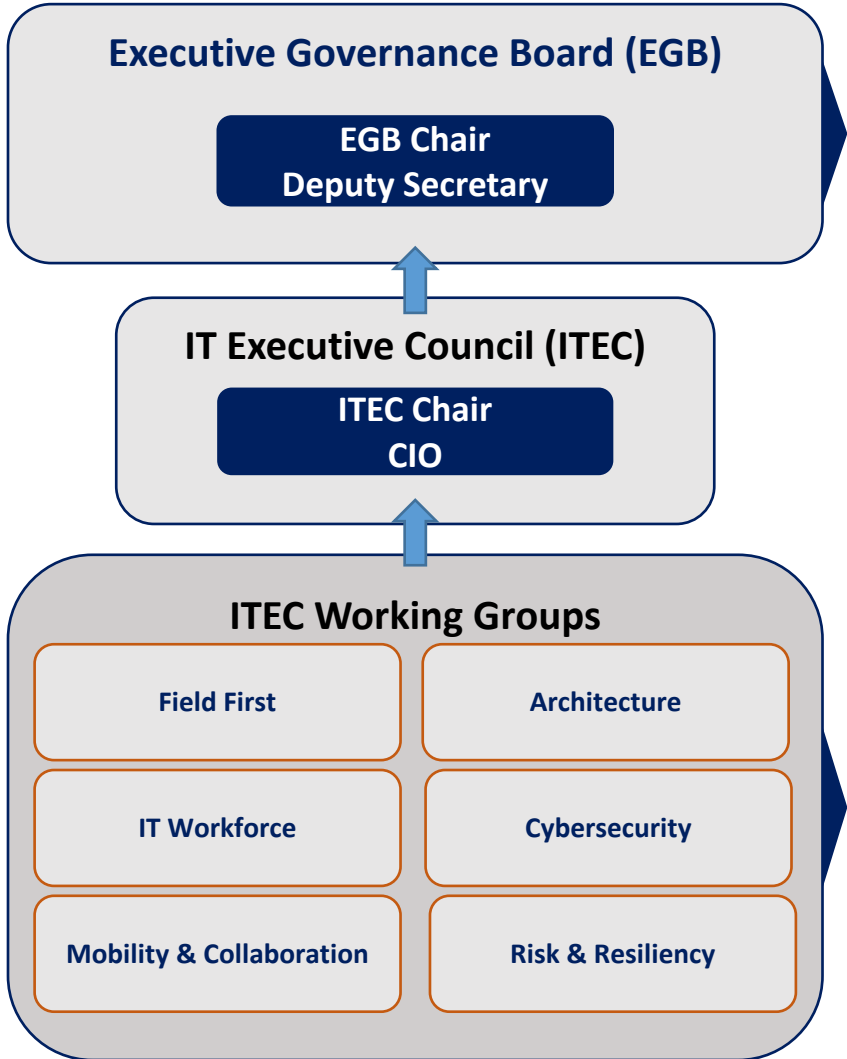 Executive Governance Board (EGB)
EGB Chair
Deputy Secretary
IT Executive Council (ITEC)
ITEC Chair
CIO
ITEC Working Groups
Field First
Architecture
IT Workforce
Cybersecurity
Mobility & Collaboration
Risk & Resiliency